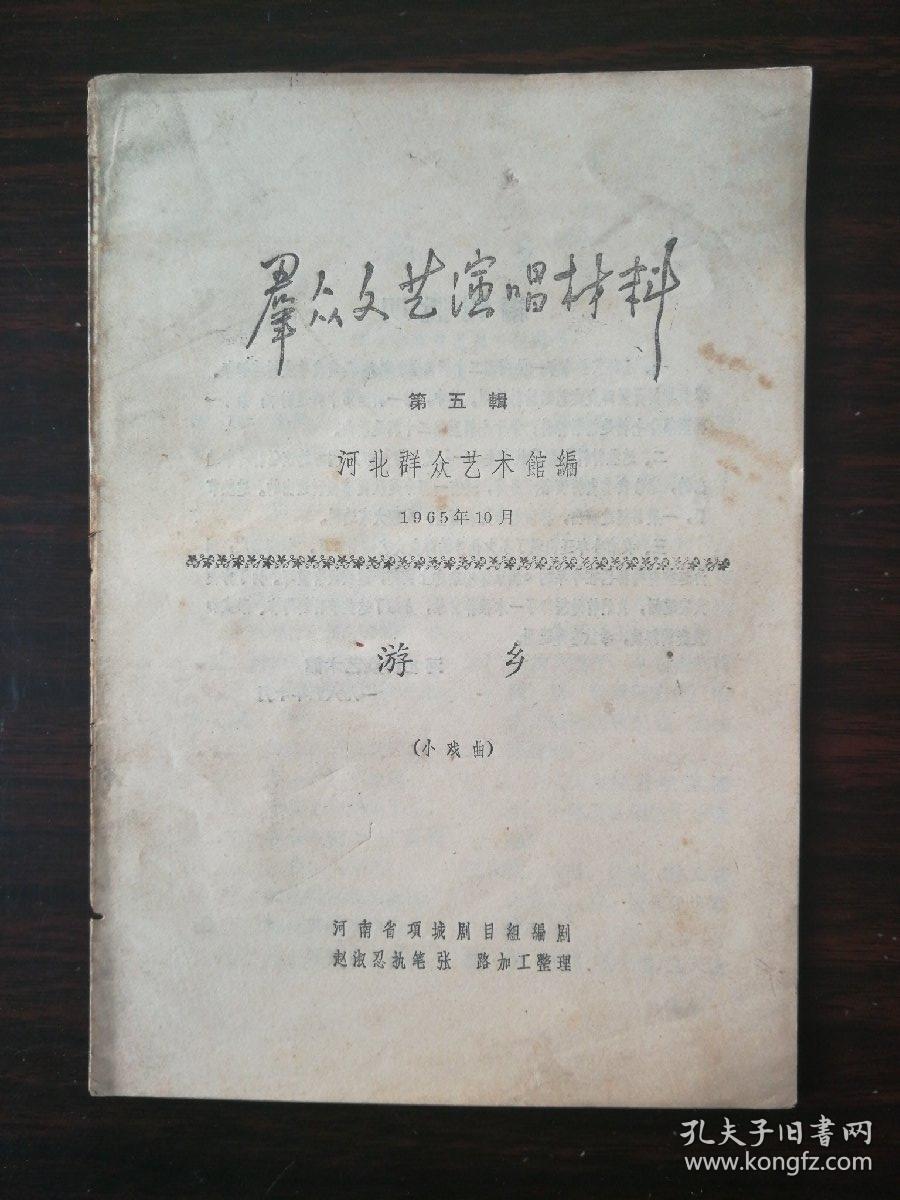 羣众文艺演唱材料
第五輯
河北群众艺术館編
1965年10月
游 乡
(小戏曲)
河南省項城剧目組編剧
赵淑忍执笔张 路加工整理
孔夫子旧书网
www.kongfz.com